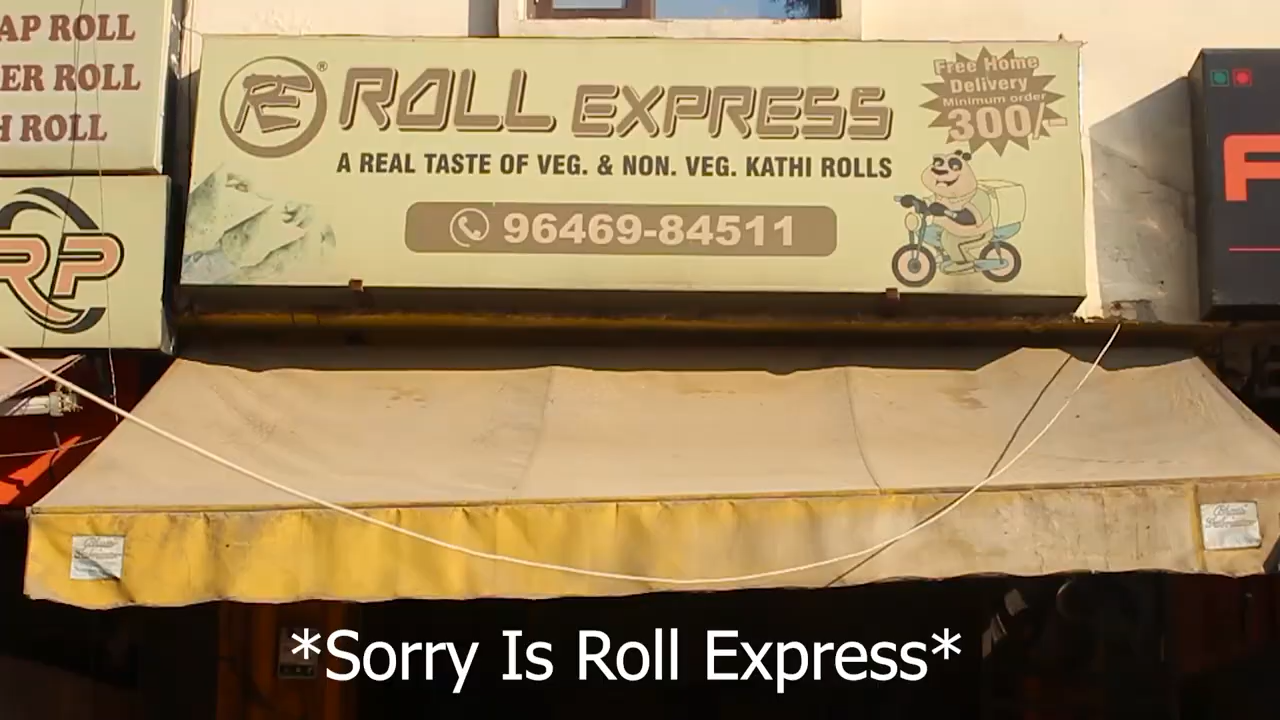 AP ROLL
ER ROLL
H ROLL
RP
RE®
ROLL EXPRESS
A REAL TASTE OF VEG. & NON. VEG. KATHI ROLLS
96469-84511
Free Home
Delivery
Minimum order
300/-
F
*Sorry Is Roll Express*